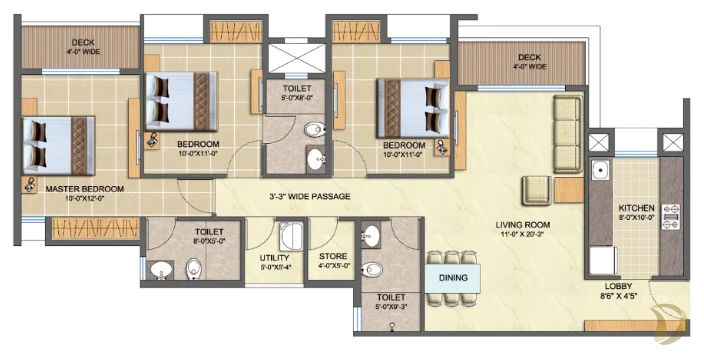 DECK
4'-0" WIDE
BEDROOM
10'-0"X11'-0"
TOILET
5'-0"X8'-0"
BEDROOM
10'-0"X11'-0"
DECK
4'-0" WIDE
MASTER BEDROOM
10'-0"X12'-0"
3'-3" WIDE PASSAGE
KITCHEN
8'-0"X10'-0"
LIVING ROOM
11'-0" X 20'-3"
TOILET
8'-0"X5'-0"
UTILITY
5'-0"X5'-4"
STORE
4'-0"X5'-0"
DINING
TOILET
5'-0"X9'-3"
LOBBY
8'6" X 4'5"